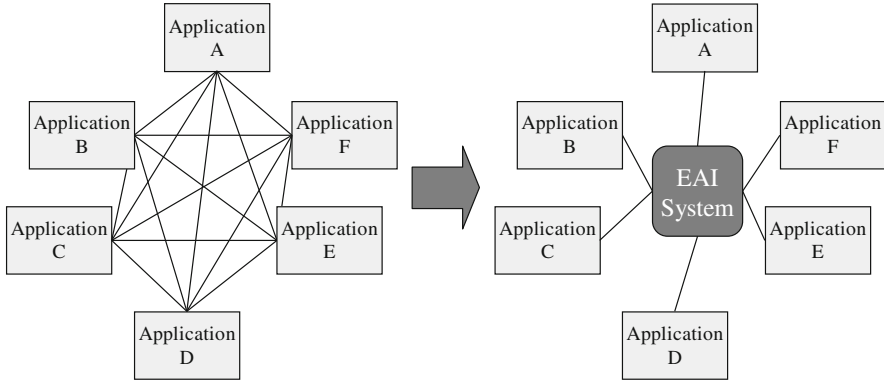 Application
A
Application
B
Application
F
Application
C
Application
E
Application
D
Application
A
Application
B
Application
F
EAI
System
Application
C
Application
E
Application
D